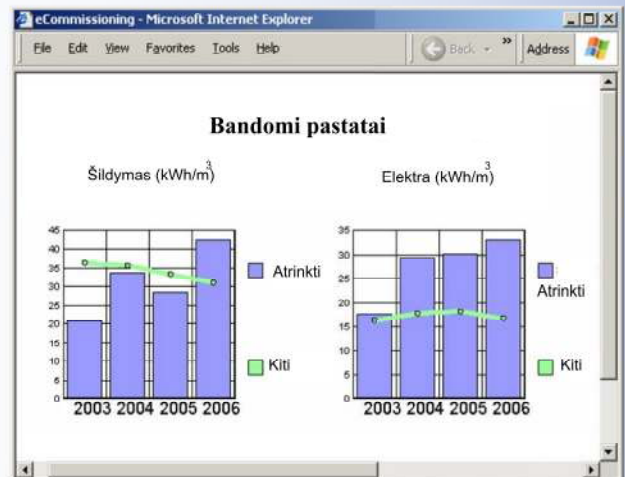 eCommissioning - Microsoft Internet Explorer
File Edit View Favorites Tools Help Back » Address
Bandomi pastatai
Šildymas (kWh/m³)
45
40
35
30
25
20
15
10
5
0
2003 2004 2005 2006
Atrinkti
Kiti
Elektra (kWh/m³)
35
30
25
20
15
10
5
0
2003 2004 2005 2006
Atrinkti
Kiti